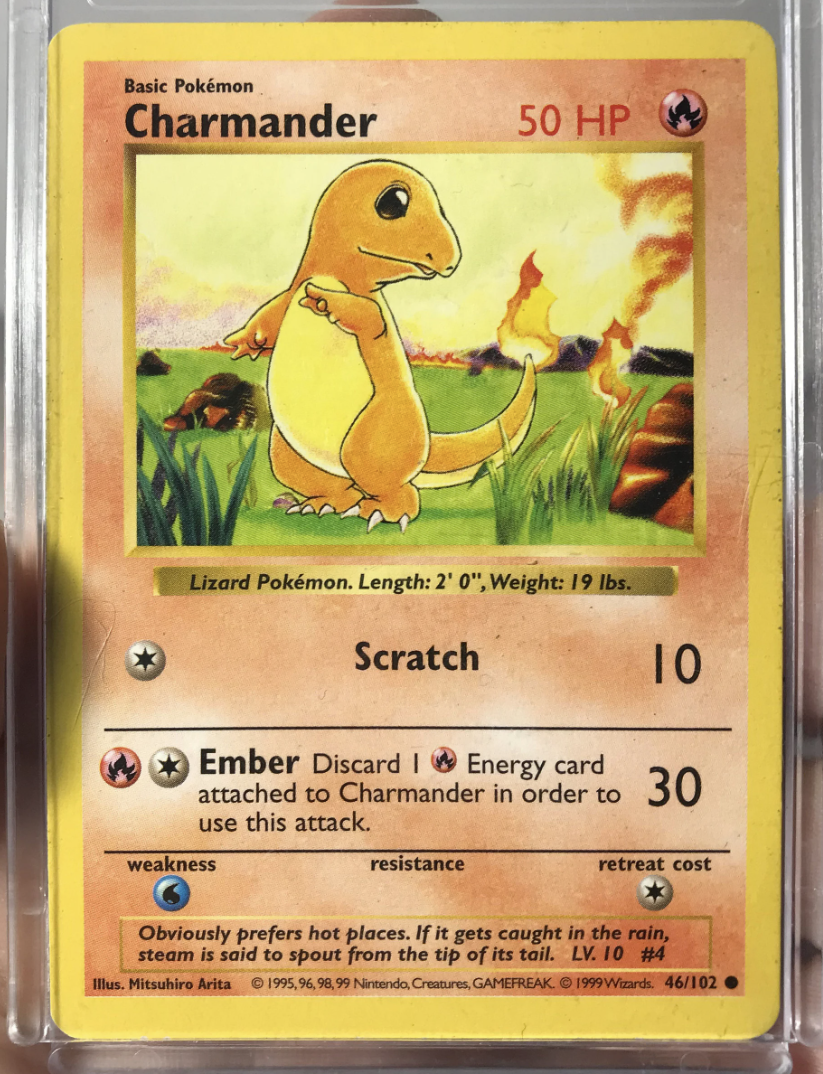 Basic Pokémon
Charmander 50 HP
Lizard Pokémon. Length: 2' 0", Weight: 19 lbs.
Scratch 10
Ember Discard 1 Energy card
attached to Charmander in order to 30
use this attack.
weakness resistance retreat cost
Obviously prefers hot places. If it gets caught in the rain,
steam is said to spout from the tip of its tail. LV. 10 #4
Illus. Mitsuhiro Arita © 1995, 96, 98, 99 Nintendo, Creatures, GAMEFREAK. © 1999 Wizards. 46/102